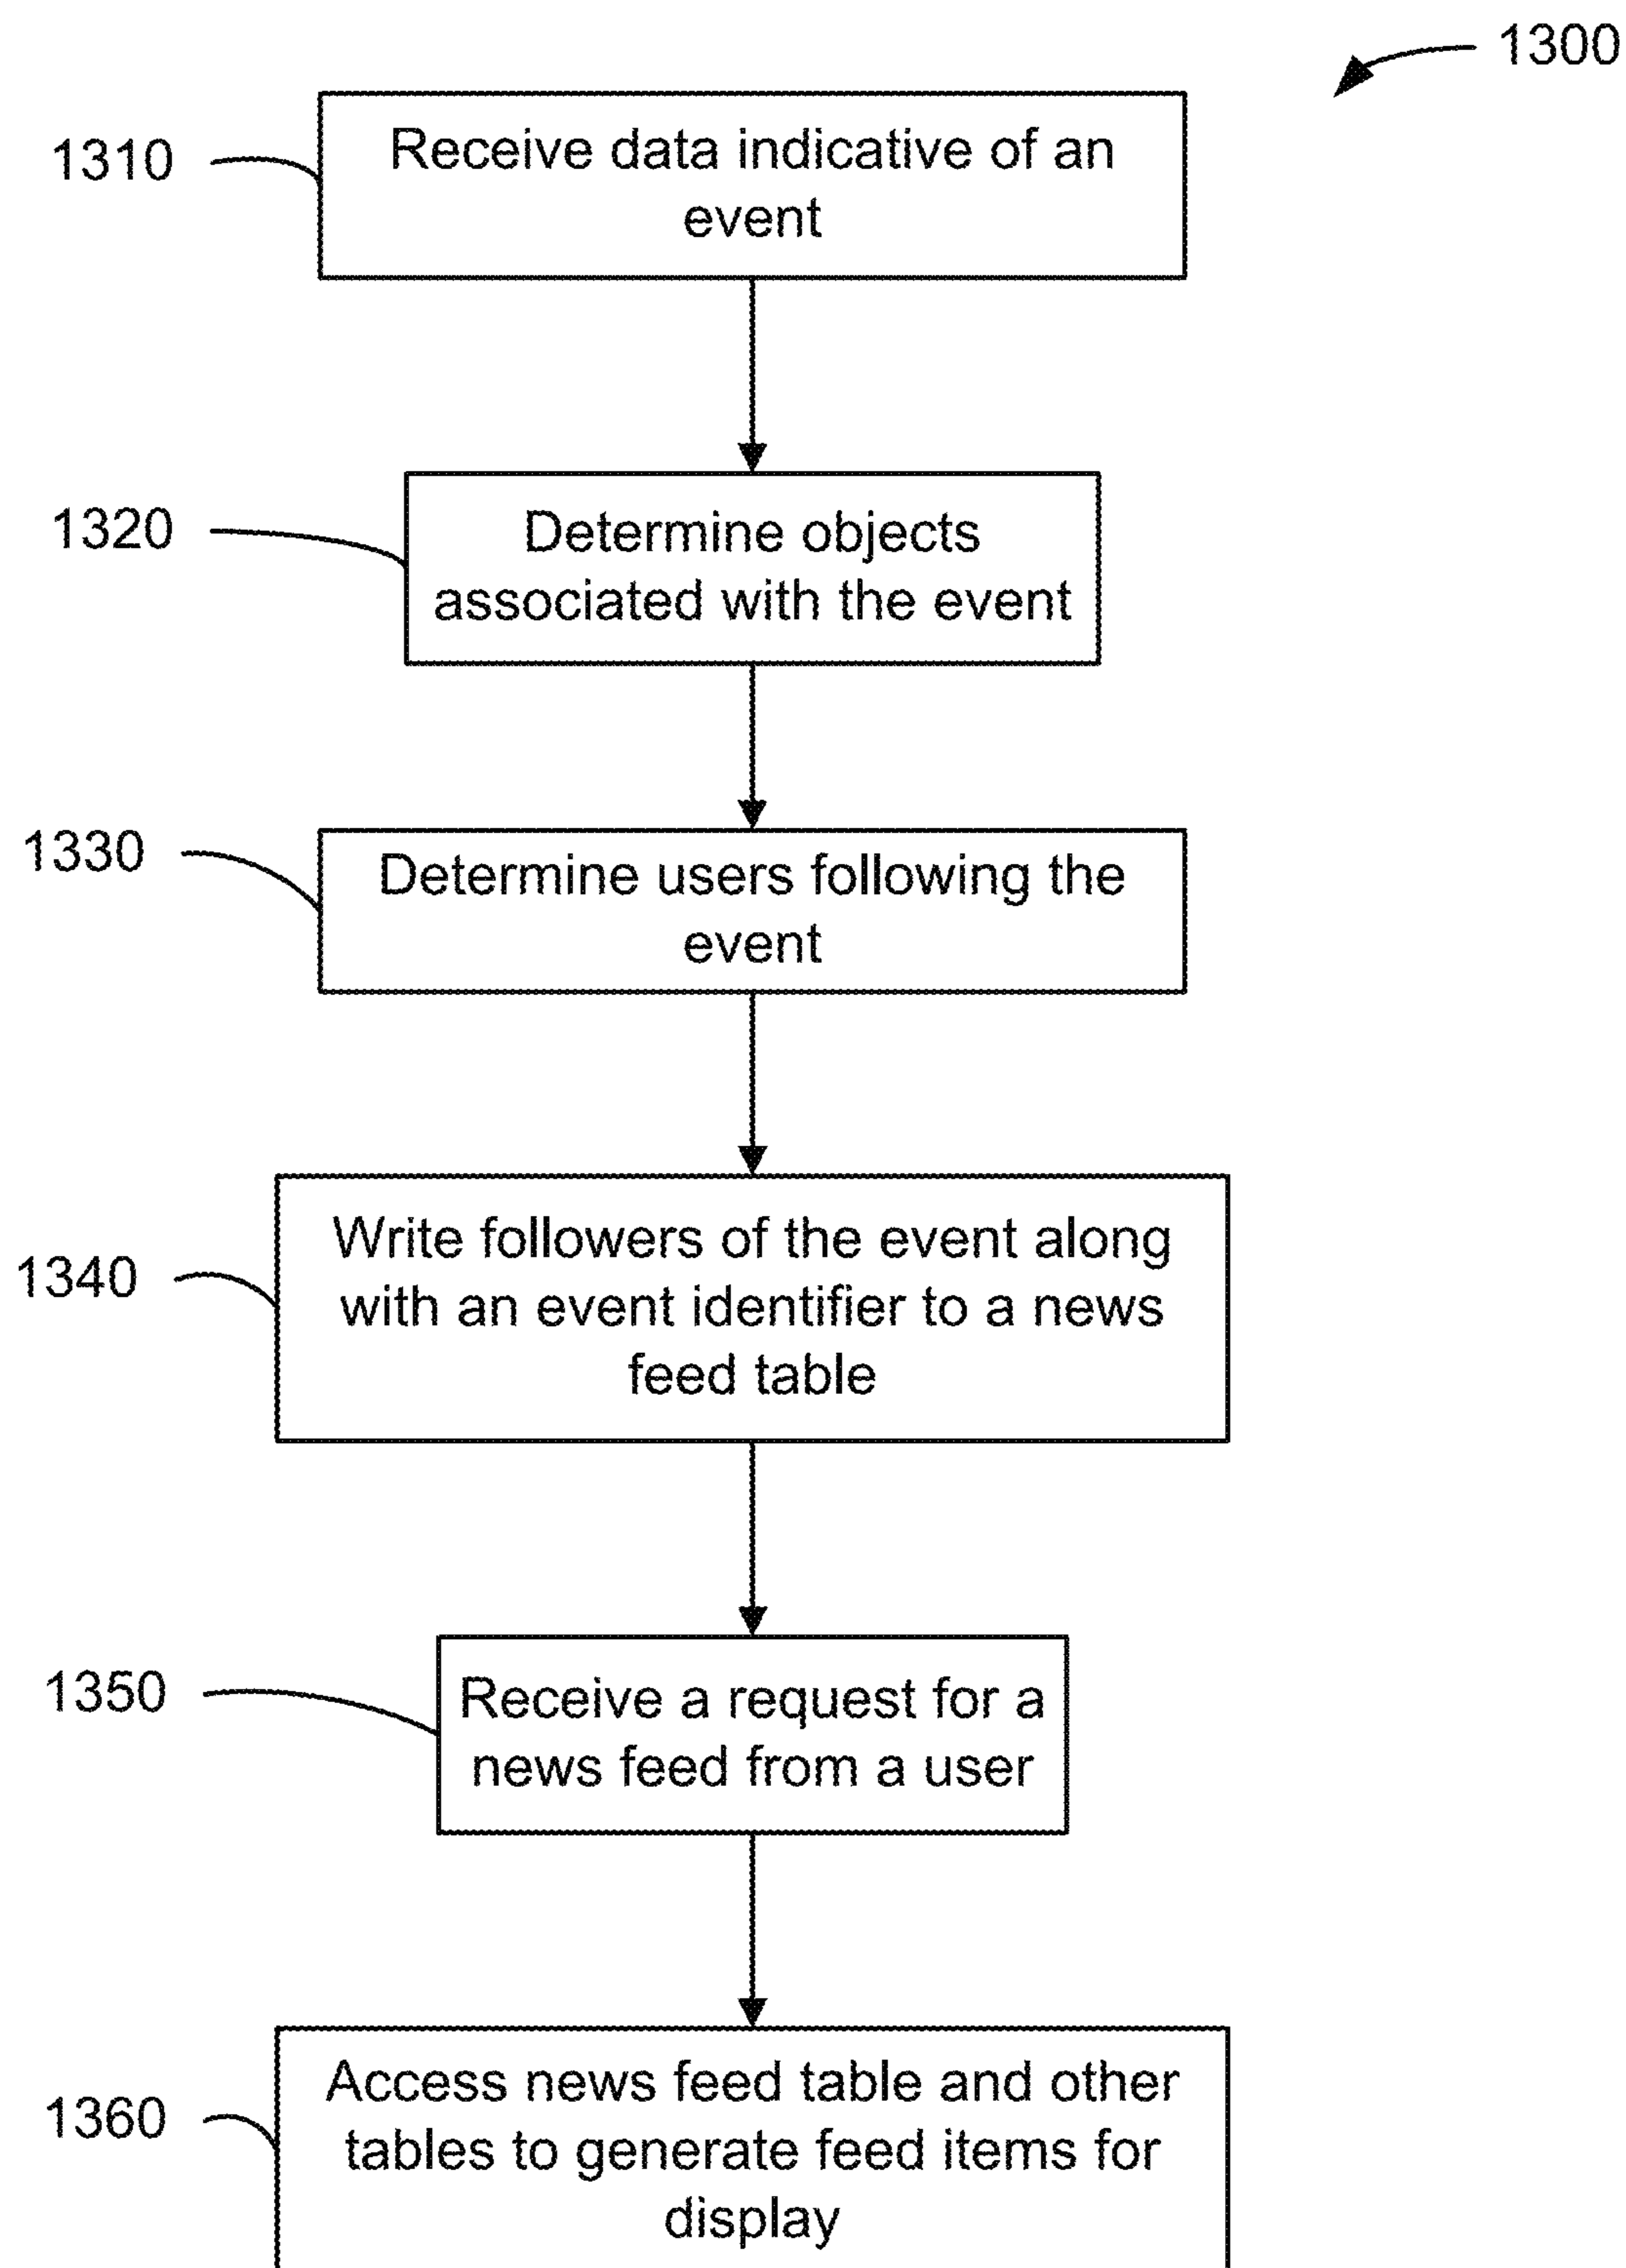 1300
1310
Receive data indicative of an
event
1320
Determine objects
associated with the event
1330
Determine users following the
event
1340
Write followers of the event along
with an event identifier to a news
feed table
1350
Receive a request for a
news feed from a user
1360
Access news feed table and other
tables to generate feed items for
display